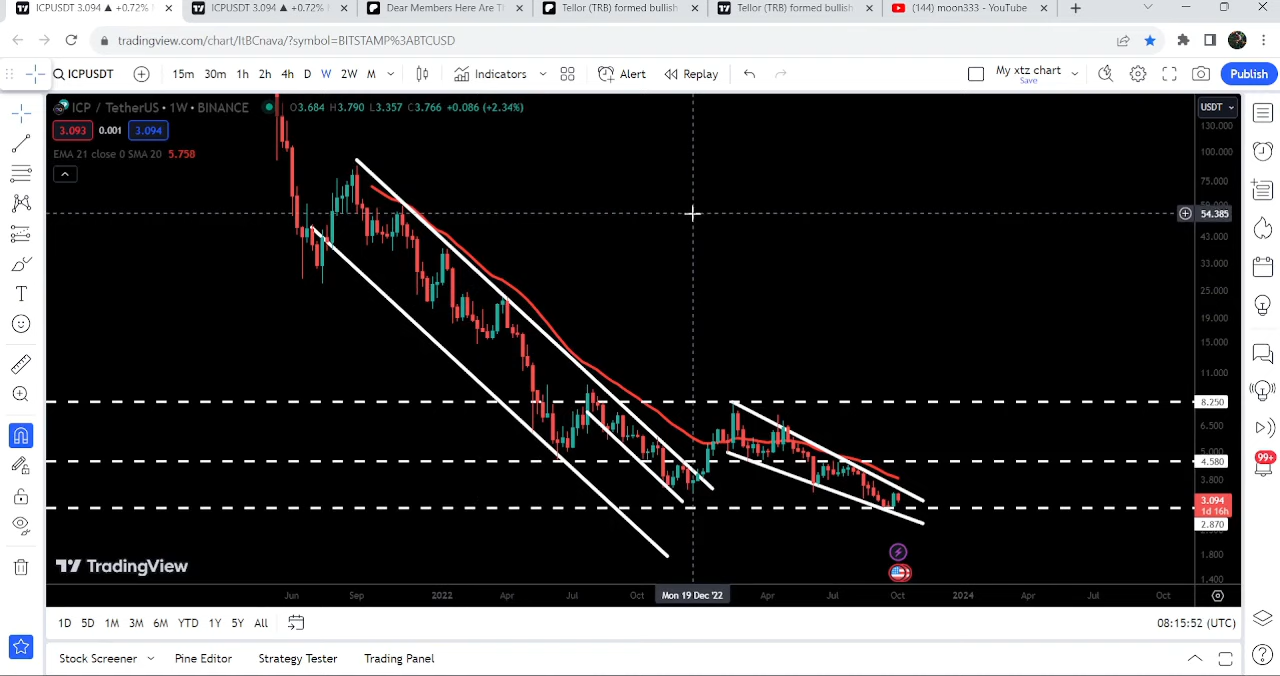 ICPUSDT 3.094 ▲ +0.72%
ICPUSDT 3.094 ▲ +0.72%
Dear Members Here Are T
Tellor (TRB) formed bullish
Tellor (TRB) formed bullish
(144) moon333 - YouTube
tradingview.com/chart/ItBCnava/?symbol=BITSTAMP%3ABTCUSD
ICPUSDT 15m 30m 1h 2h 4h D W 2W M Indicators Alert Replay My xtz chart Publish
Save
ICP / TetherUS • 1W • BINANCE O3.684 H3.790 L3.357 C3.766 +0.086 (+2.34%) USDT
3.093 0.001 3.094
EMA 21 close 0 SMA 20 5.758
130.000
100.000
75.000
54.385
43.000
33.000
25.000
19.000
15.000
11.000
8.250
6.500
4.580
3.800
3.094
1d 16h
2.870
1.800
1.400
99+
TradingView
Jun Sep 2022 Apr Jul Oct Mon 19 Dec '22 Apr Jul Oct 2024 Apr Jul Oct
1D 5D 1M 3M 6M YTD 1Y 5Y All 08:15:52 (UTC)
Stock Screener Pine Editor Strategy Tester Trading Panel